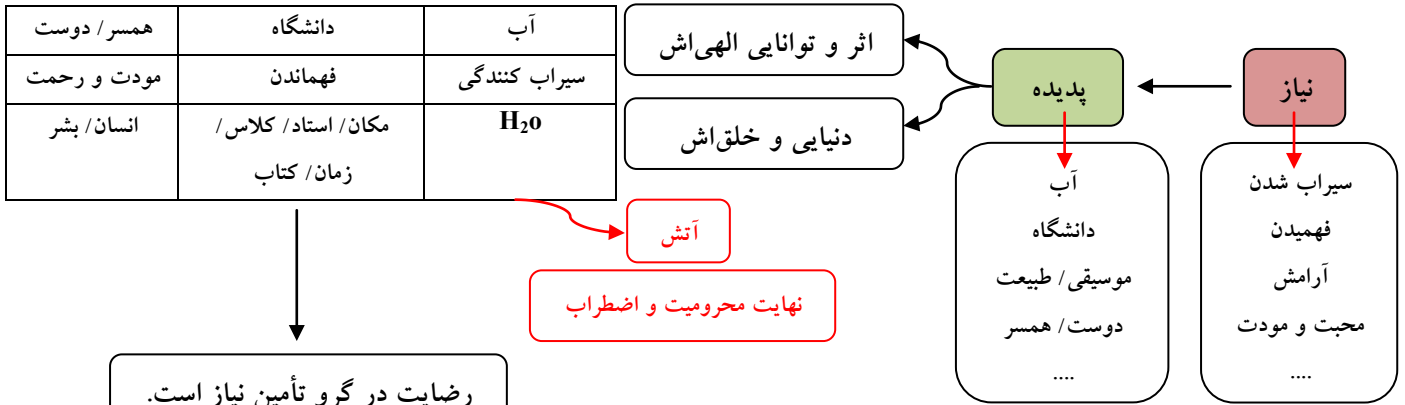 نیاز
سیراب شدن
فهمیدن
آرامش
محبت و مودت
....
پدیده
آب
دانشگاه
موسیقی/ طبیعت
دوست/ همسر
....
اثر و توانایی الهی‌اش
دنیایی و خلق‌اش
آب دانشگاه همسر/ دوست
سیراب کنندگی فهماندن مودت و رحمت
H₂o مکان/ استاد/ کلاس/ انسان/ بشر
زمان/ کتاب
آتش
نهایت محرومیت و اضطراب
رضایت در گرو تأمین نیاز است.